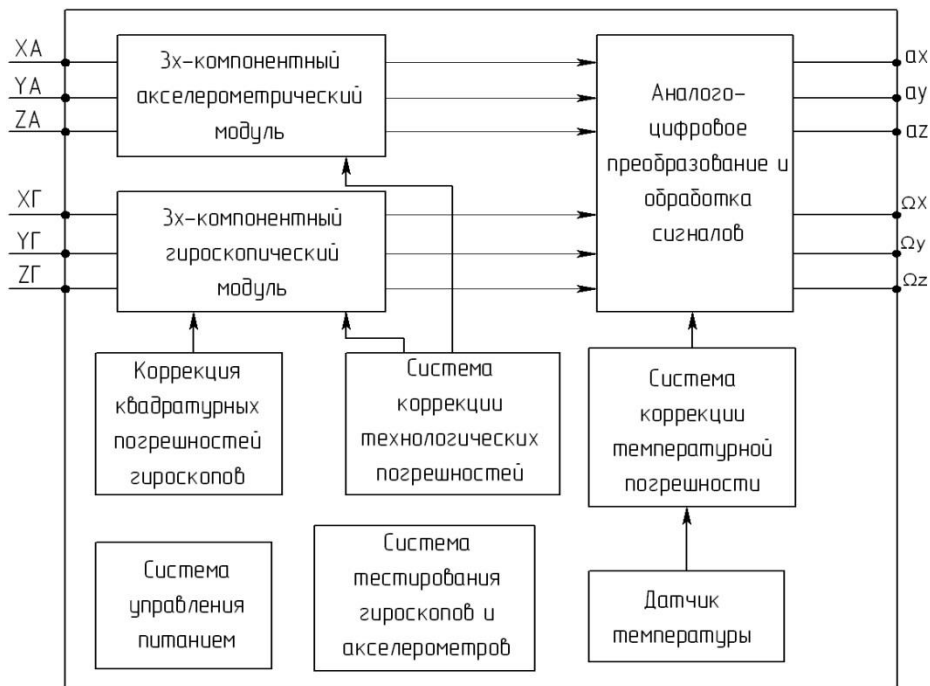 XA
YA
ZA
XГ
YГ
ZГ
3х-компонентный
акселерометрический
модуль
3х-компонентный
гироскопический
модуль
Аналого-
цифровое
преобразование и
обработка
сигналов
ax
ay
az
Ωx
Ωy
Ωz
Коррекция
квадратурных
погрешностей
гироскопов
Система
коррекции
технологических
погрешностей
Система
коррекции
температурной
погрешности
Система
управления
питанием
Система
тестирования
гироскопов и
акселерометров
Датчик
температуры